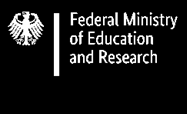 Federal Ministry
of Education
and Research